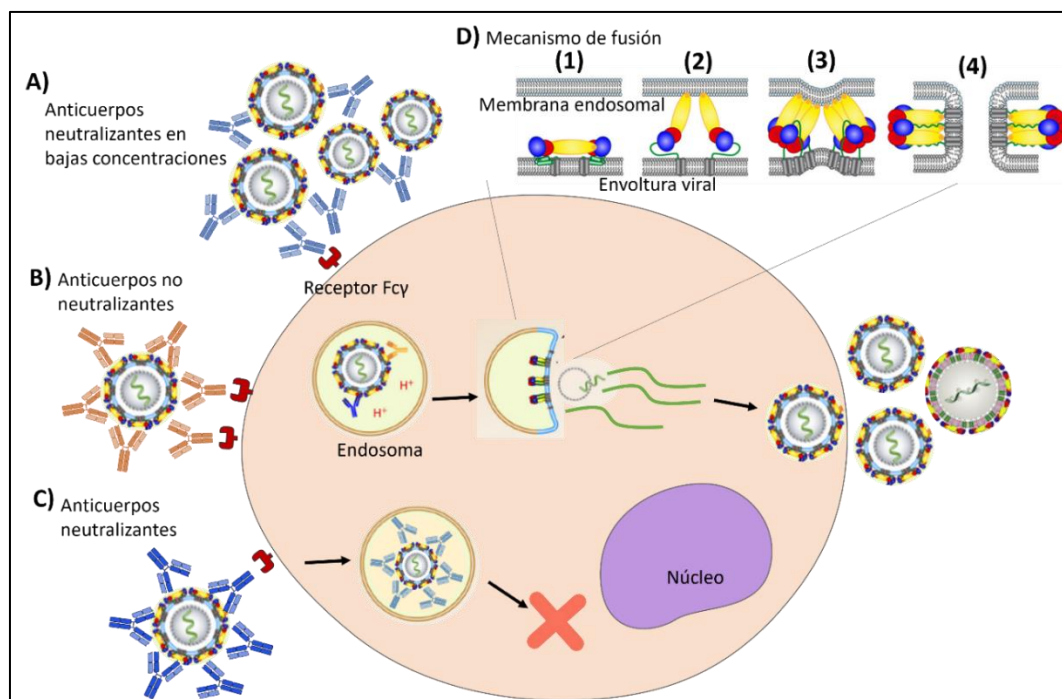 A)
Anticuerpos
neutralizantes en
bajas concentraciones
D) Mecanismo de fusión
(1)
(2)
(3)
(4)
Membrana endosomal
Envoltura viral
B) Anticuerpos no
neutralizantes
Receptor Fcγ
H⁺
H⁺
Endosoma
C) Anticuerpos
neutralizantes
Núcleo